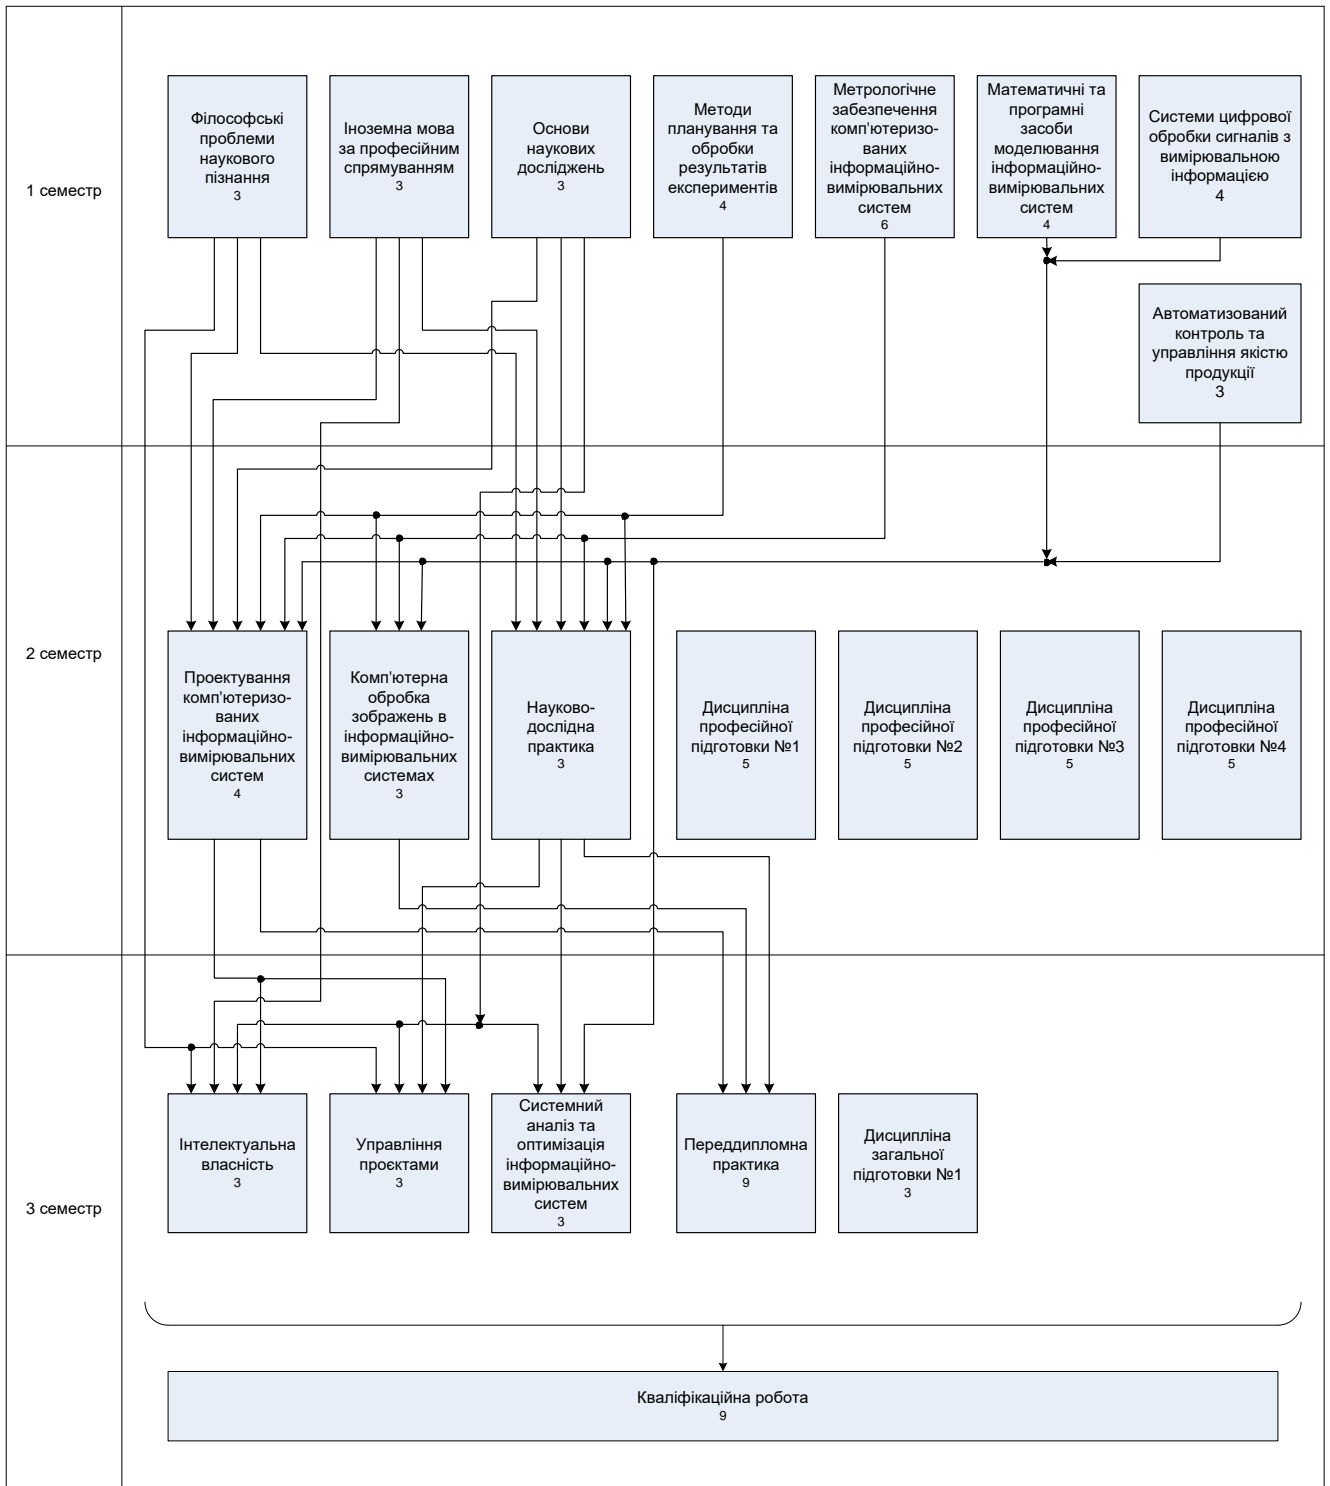 1 семестр
Філософські
проблеми
наукового
пізнання
3
Іноземна мова
за професійним
спрямуванням
3
Основи
наукових
досліджень
3
Методи
планування та
обробки
результатів
експериментів
4
Метрологічне
забезпечення
комп'ютеризо-
ваних
інформаційно-
вимірювальних
систем
6
Математичні та
програмні
засоби
моделювання
інформаційно-
вимірювальних
систем
4
Системи цифрової
обробки сигналів з
вимірювальною
інформацією
4
Автоматизований
контроль та
управління якістю
продукції
3
2 семестр
Проектування
комп'ютеризо-
ваних
інформаційно-
вимірювальних
систем
4
Комп'ютерна
обробка
зображень в
інформаційно-
вимірювальних
системах
3
Науково-
дослідна
практика
3
Дисципліна
професійної
підготовки №1
5
Дисципліна
професійної
підготовки №2
5
Дисципліна
професійної
підготовки №3
5
Дисципліна
професійної
підготовки №4
5
3 семестр
Інтелектуальна
власність
3
Управління
проєктами
3
Системний
аналіз та
оптимізація
інформаційно-
вимірювальних
систем
3
Переддипломна
практика
9
Дисципліна
загальної
підготовки №1
3
Кваліфікаційна робота
9